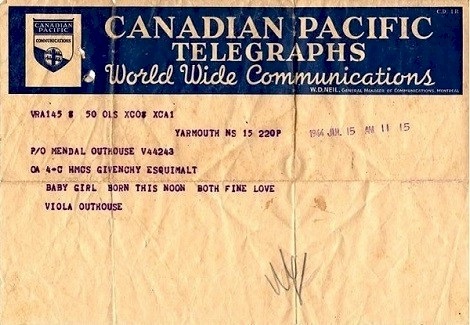 CANADIAN PACIFIC COMMUNICATIONS
C.D. 1B
CANADIAN PACIFIC
TELEGRAPHS
World Wide Communications
W.D. NEIL, GENERAL MANAGER OF COMMUNICATIONS, MONTREAL
VRA145 $ 50 OLS XCO# XCA1
YARMOUTH NS 15 220P
1944 JUL 15 AM 11 15
P/O MENDAL OUTHOUSE V44243
OA 4-C HMCS GIVENCHY ESQUIMALT
BABY GIRL BORN THIS NOON BOTH FINE LOVE
VIOLA OUTHOUSE